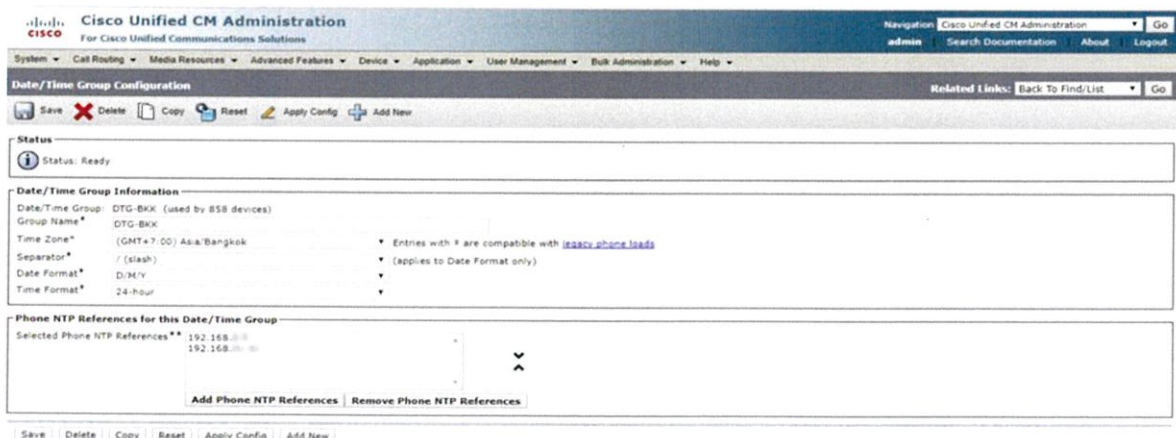 cisco
Cisco Unified CM Administration
For Cisco Unified Communications Solutions
Navigation Cisco Unified CM Administration Go
admin Search Documentation About Logout
System Call Routing Media Resources Advanced Features Device Application User Management Bulk Administration Help
Date/Time Group Configuration
Related Links: Back To Find/List Go
Save Delete Copy Reset Apply Config Add New
Status
Status: Ready
Date/Time Group Information
Date/Time Group: DTG-BKK (used by 858 devices)
Group Name* DTG-BKK
Time Zone* (GMT+7:00) Asia/Bangkok Entries with # are compatible with legacy phone loads
Separator* / (slash) (applies to Date Format only)
Date Format* D/M/Y
Time Format* 24-hour
Phone NTP References for this Date/Time Group
Selected Phone NTP References** 192.168.
192.168.
Add Phone NTP References Remove Phone NTP References
Save Delete Copy Reset Apply Config Add New